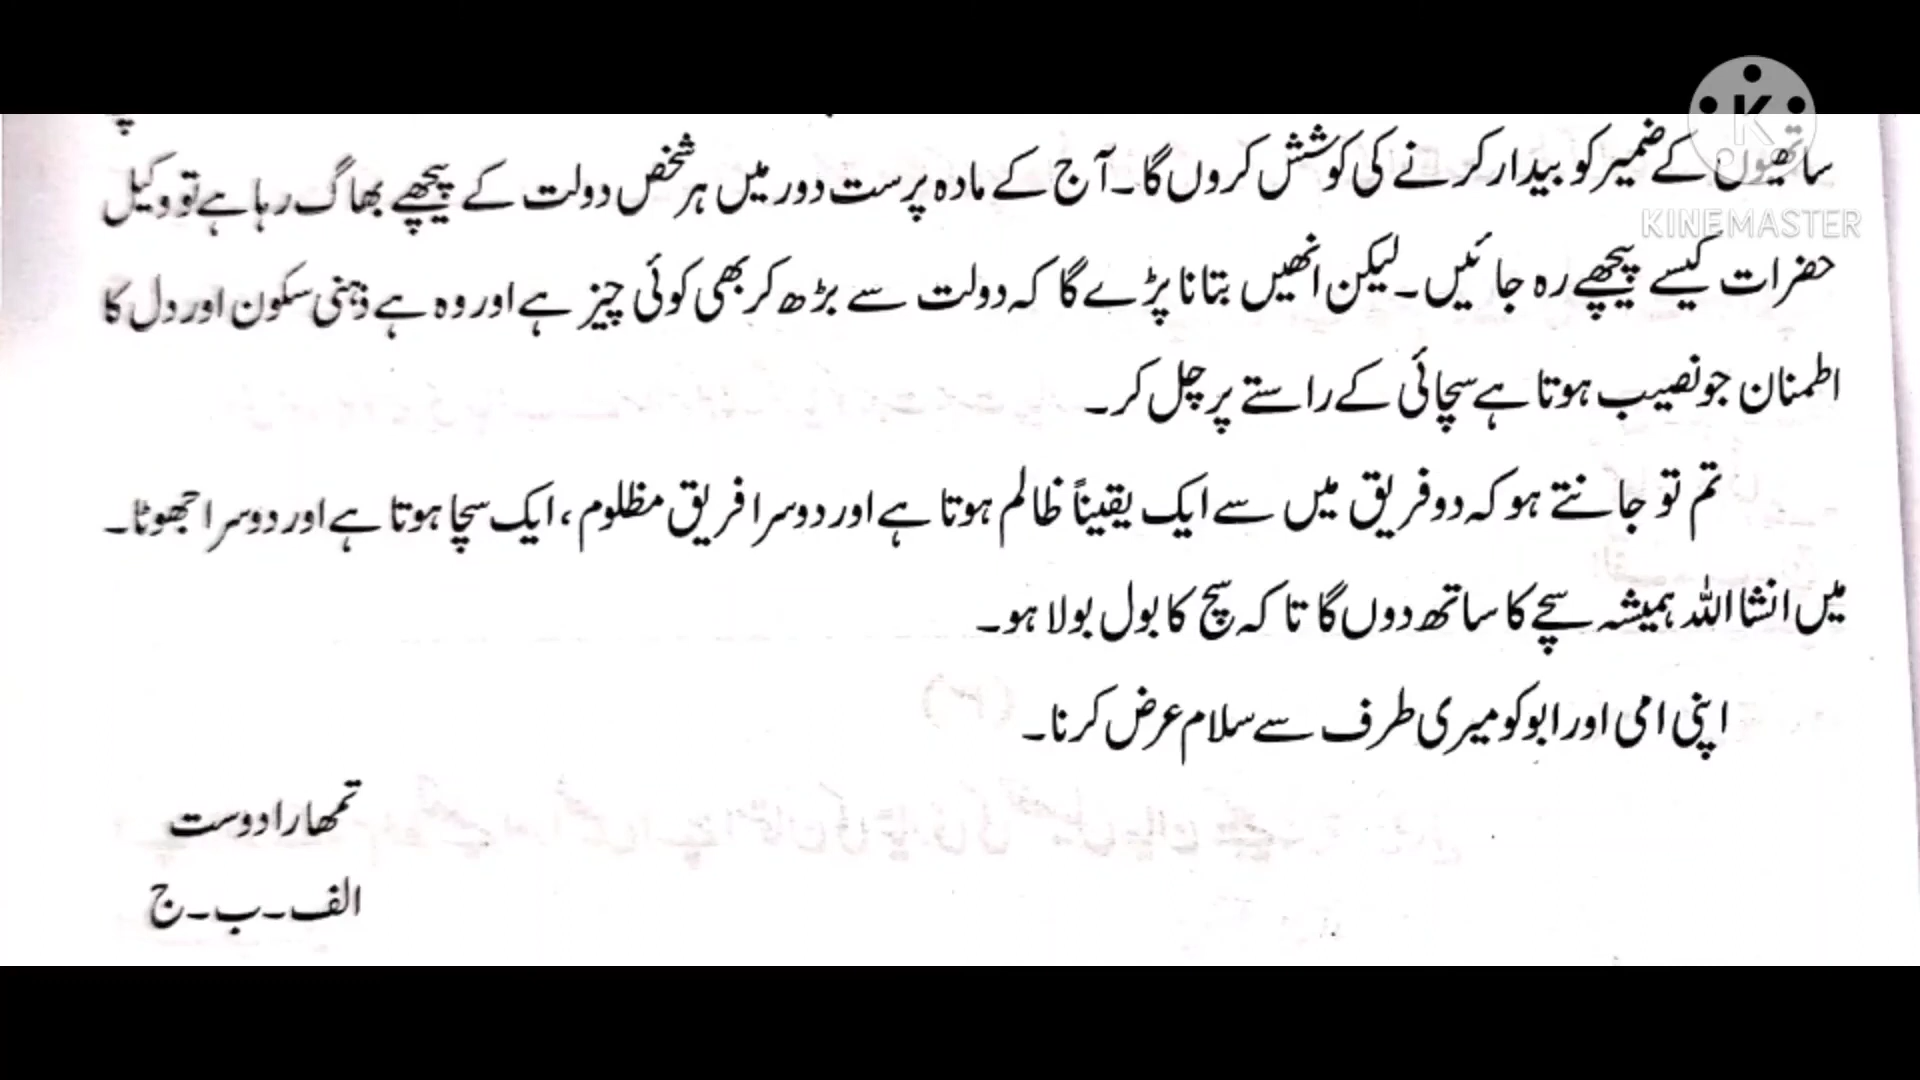 K
KINEMASTER
ساتھیوں کے ضمیر کو بیدار کرنے کی کوشش کروں گا۔ آج کے مادہ پرست دور میں ہر شخص دولت کے پیچھے بھاگ رہا ہے تو وکیل
حضرات کیسے پیچھے رہ جائیں۔ لیکن انھیں بتانا پڑے گا کہ دولت سے بڑھ کر بھی کوئی چیز ہے اور وہ ہے ذہنی سکون اور دل کا
اطمنان جو نصیب ہوتا ہے سچائی کے راستے پر چل کر۔
تم تو جانتے ہو کہ دو فریق میں سے ایک یقیناً ظالم ہوتا ہے اور دوسرا فریق مظلوم، ایک سچا ہوتا ہے اور دوسرا جھوٹا۔
میں انشااللہ ہمیشہ سچے کا ساتھ دوں گا تا کہ سچ کا بول بولا ہو۔
اپنی امی اور ابو کو میری طرف سے سلام عرض کرنا۔
تمھارا دوست
الف۔ب۔ج